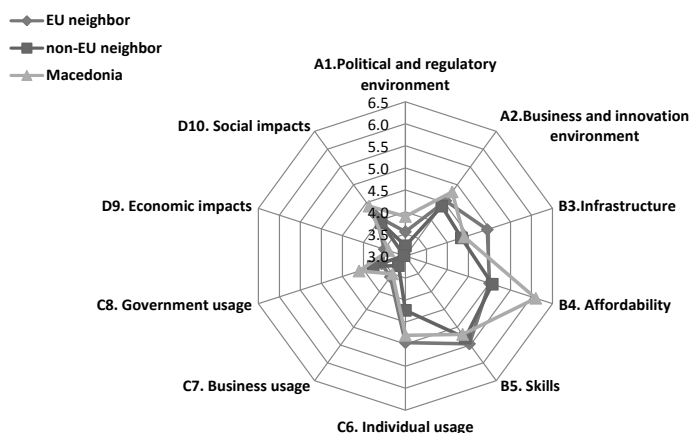 EU neighbor
non-EU neighbor
Macedonia
A1.Political and regulatory
environment
A2.Business and innovation
environment
B3.Infrastructure
B4. Affordability
B5. Skills
C6. Individual usage
C7. Business usage
C8. Government usage
D9. Economic impacts
D10. Social impacts
6.5
6.0
5.5
5.0
4.5
4.0
3.5
3.0